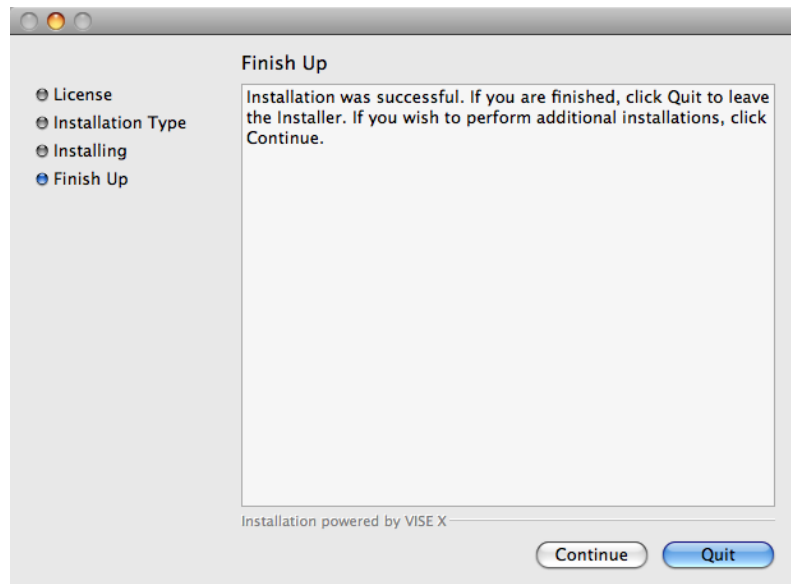 Finish Up
License
Installation Type
Installing
Finish Up
Installation was successful. If you are finished, click Quit to leave
the Installer. If you wish to perform additional installations, click
Continue.
Installation powered by VISE X
Continue
Quit